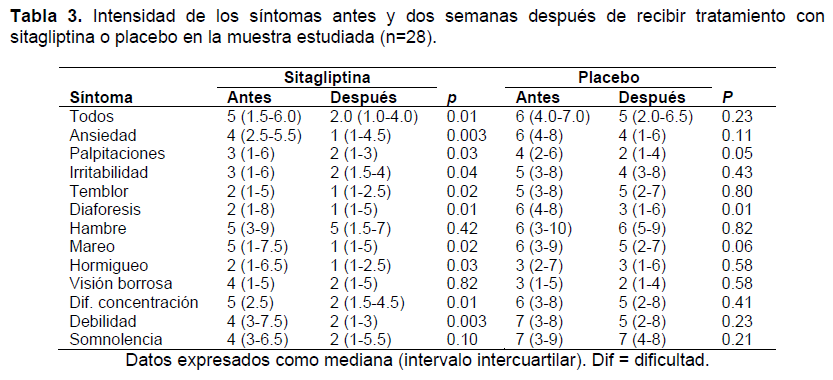 Tabla 3. Intensidad de los síntomas antes y dos semanas después de recibir tratamiento con
sitagliptina o placebo en la muestra estudiada (n=28).
Sitagliptina Placebo
Síntoma Antes Después p Antes Después P
Todos 5 (1.5-6.0) 2.0 (1.0-4.0) 0.01 6 (4.0-7.0) 5 (2.0-6.5) 0.23
Ansiedad 4 (2.5-5.5) 1 (1-4.5) 0.003 6 (4-8) 4 (1-6) 0.11
Palpitaciones 3 (1-6) 2 (1-3) 0.03 4 (2-6) 2 (1-4) 0.05
Irritabilidad 3 (1-6) 2 (1.5-4) 0.04 5 (3-8) 4 (3-8) 0.43
Temblor 2 (1-5) 1 (1-2.5) 0.02 5 (3-8) 5 (2-7) 0.80
Diaforesis 2 (1-8) 1 (1-5) 0.01 6 (4-8) 3 (1-6) 0.01
Hambre 5 (3-9) 5 (1.5-7) 0.42 6 (3-10) 6 (5-9) 0.82
Mareo 5 (1-7.5) 1 (1-5) 0.02 6 (3-9) 5 (2-7) 0.06
Hormigueo 2 (1-6.5) 1 (1-2.5) 0.03 3 (2-7) 3 (1-6) 0.58
Visión borrosa 4 (1-5) 2 (1-5) 0.82 3 (1-5) 2 (1-4) 0.58
Dif. concentración 5 (2.5) 2 (1.5-4.5) 0.01 6 (3-8) 5 (2-8) 0.41
Debilidad 4 (3-7.5) 2 (1-3) 0.003 7 (3-8) 5 (2-8) 0.23
Somnolencia 4 (3-6.5) 2 (1-5.5) 0.10 7 (3-9) 7 (4-8) 0.21
Datos expresados como mediana (intervalo intercuartilar). Dif = dificultad.